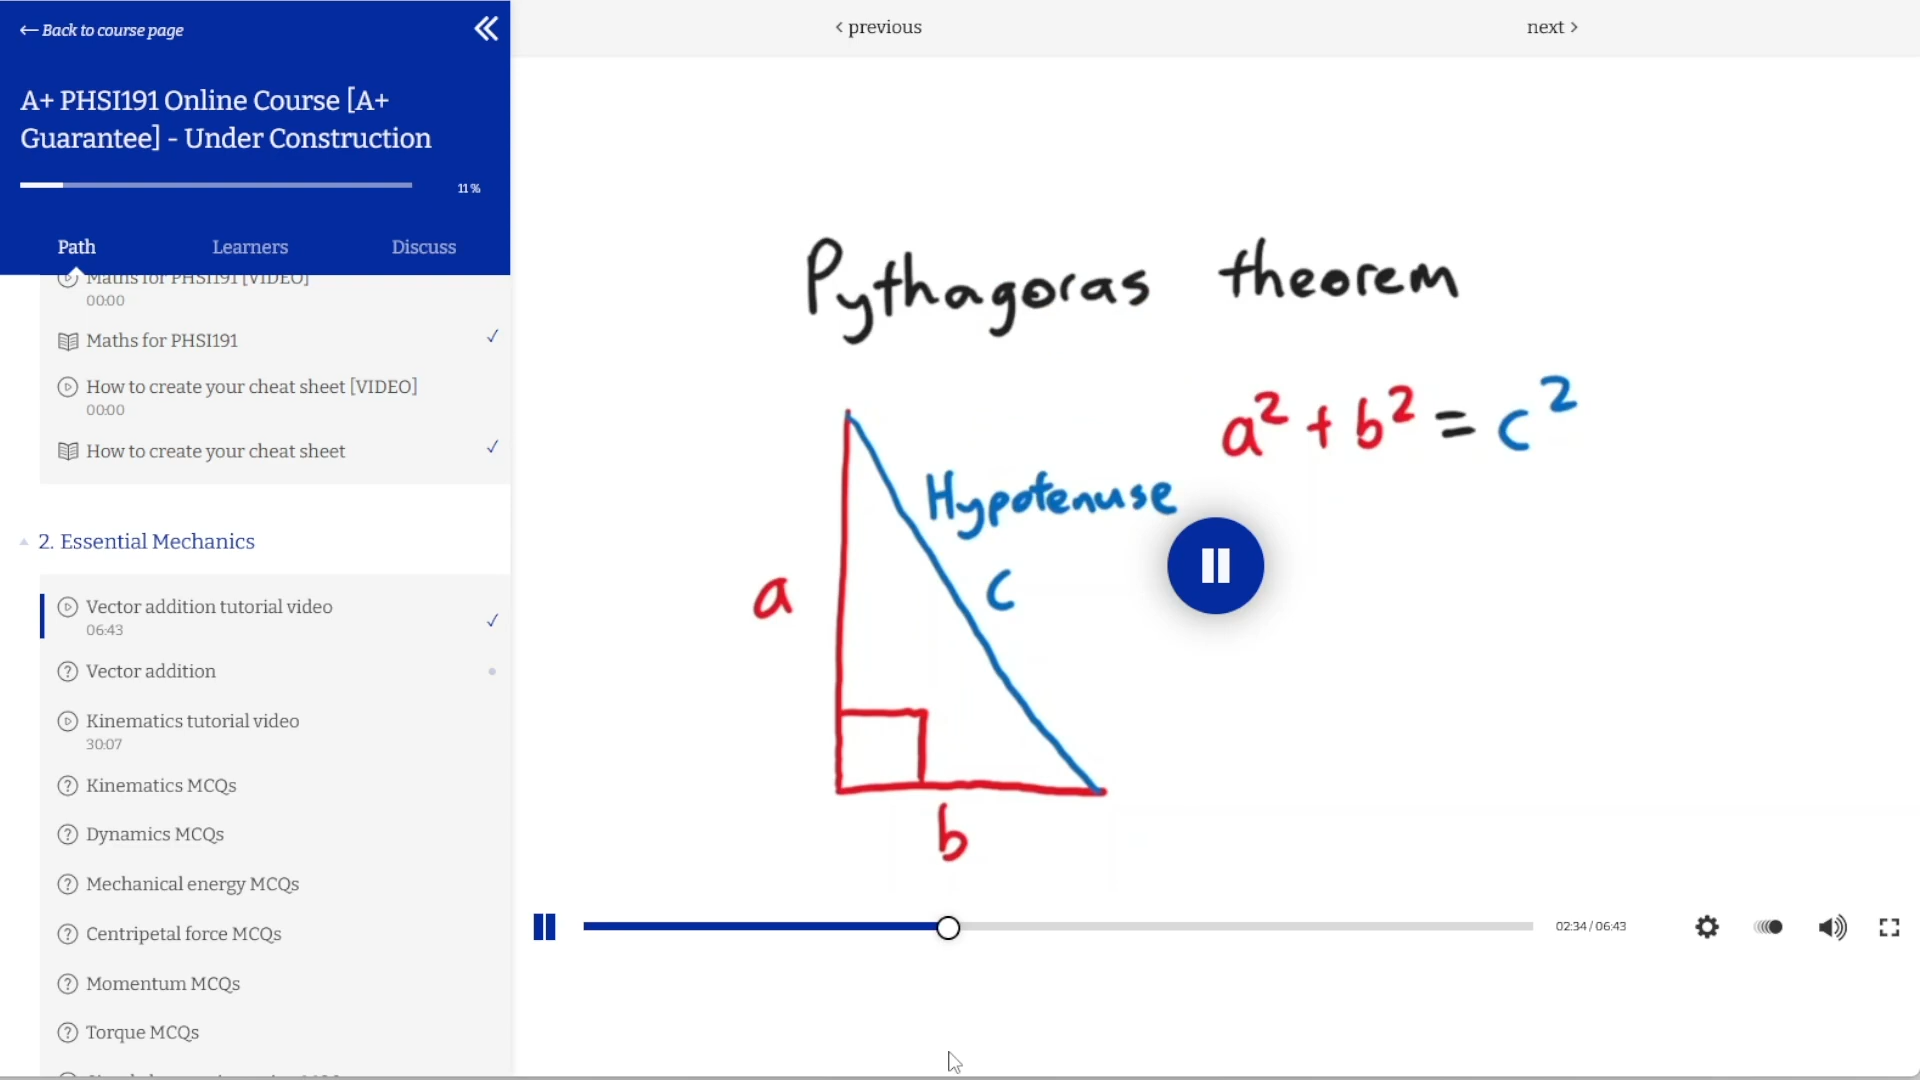 ← Back to course page
A+ PHSI191 Online Course [A+
Guarantee] - Under Construction
11 %
Path
Learners
Discuss
Maths for PHSI191 [VIDEO]
00:00
Maths for PHSI191
How to create your cheat sheet [VIDEO]
00:00
How to create your cheat sheet
2. Essential Mechanics
Vector addition tutorial video
06:43
Vector addition
Kinematics tutorial video
30:07
Kinematics MCQs
Dynamics MCQs
Mechanical energy MCQs
Centripetal force MCQs
Momentum MCQs
Torque MCQs
‹ previous
next ›
Pythagoras theorem
a² + b² = c²
Hypotenuse
a
c
b
02:34 / 06:43